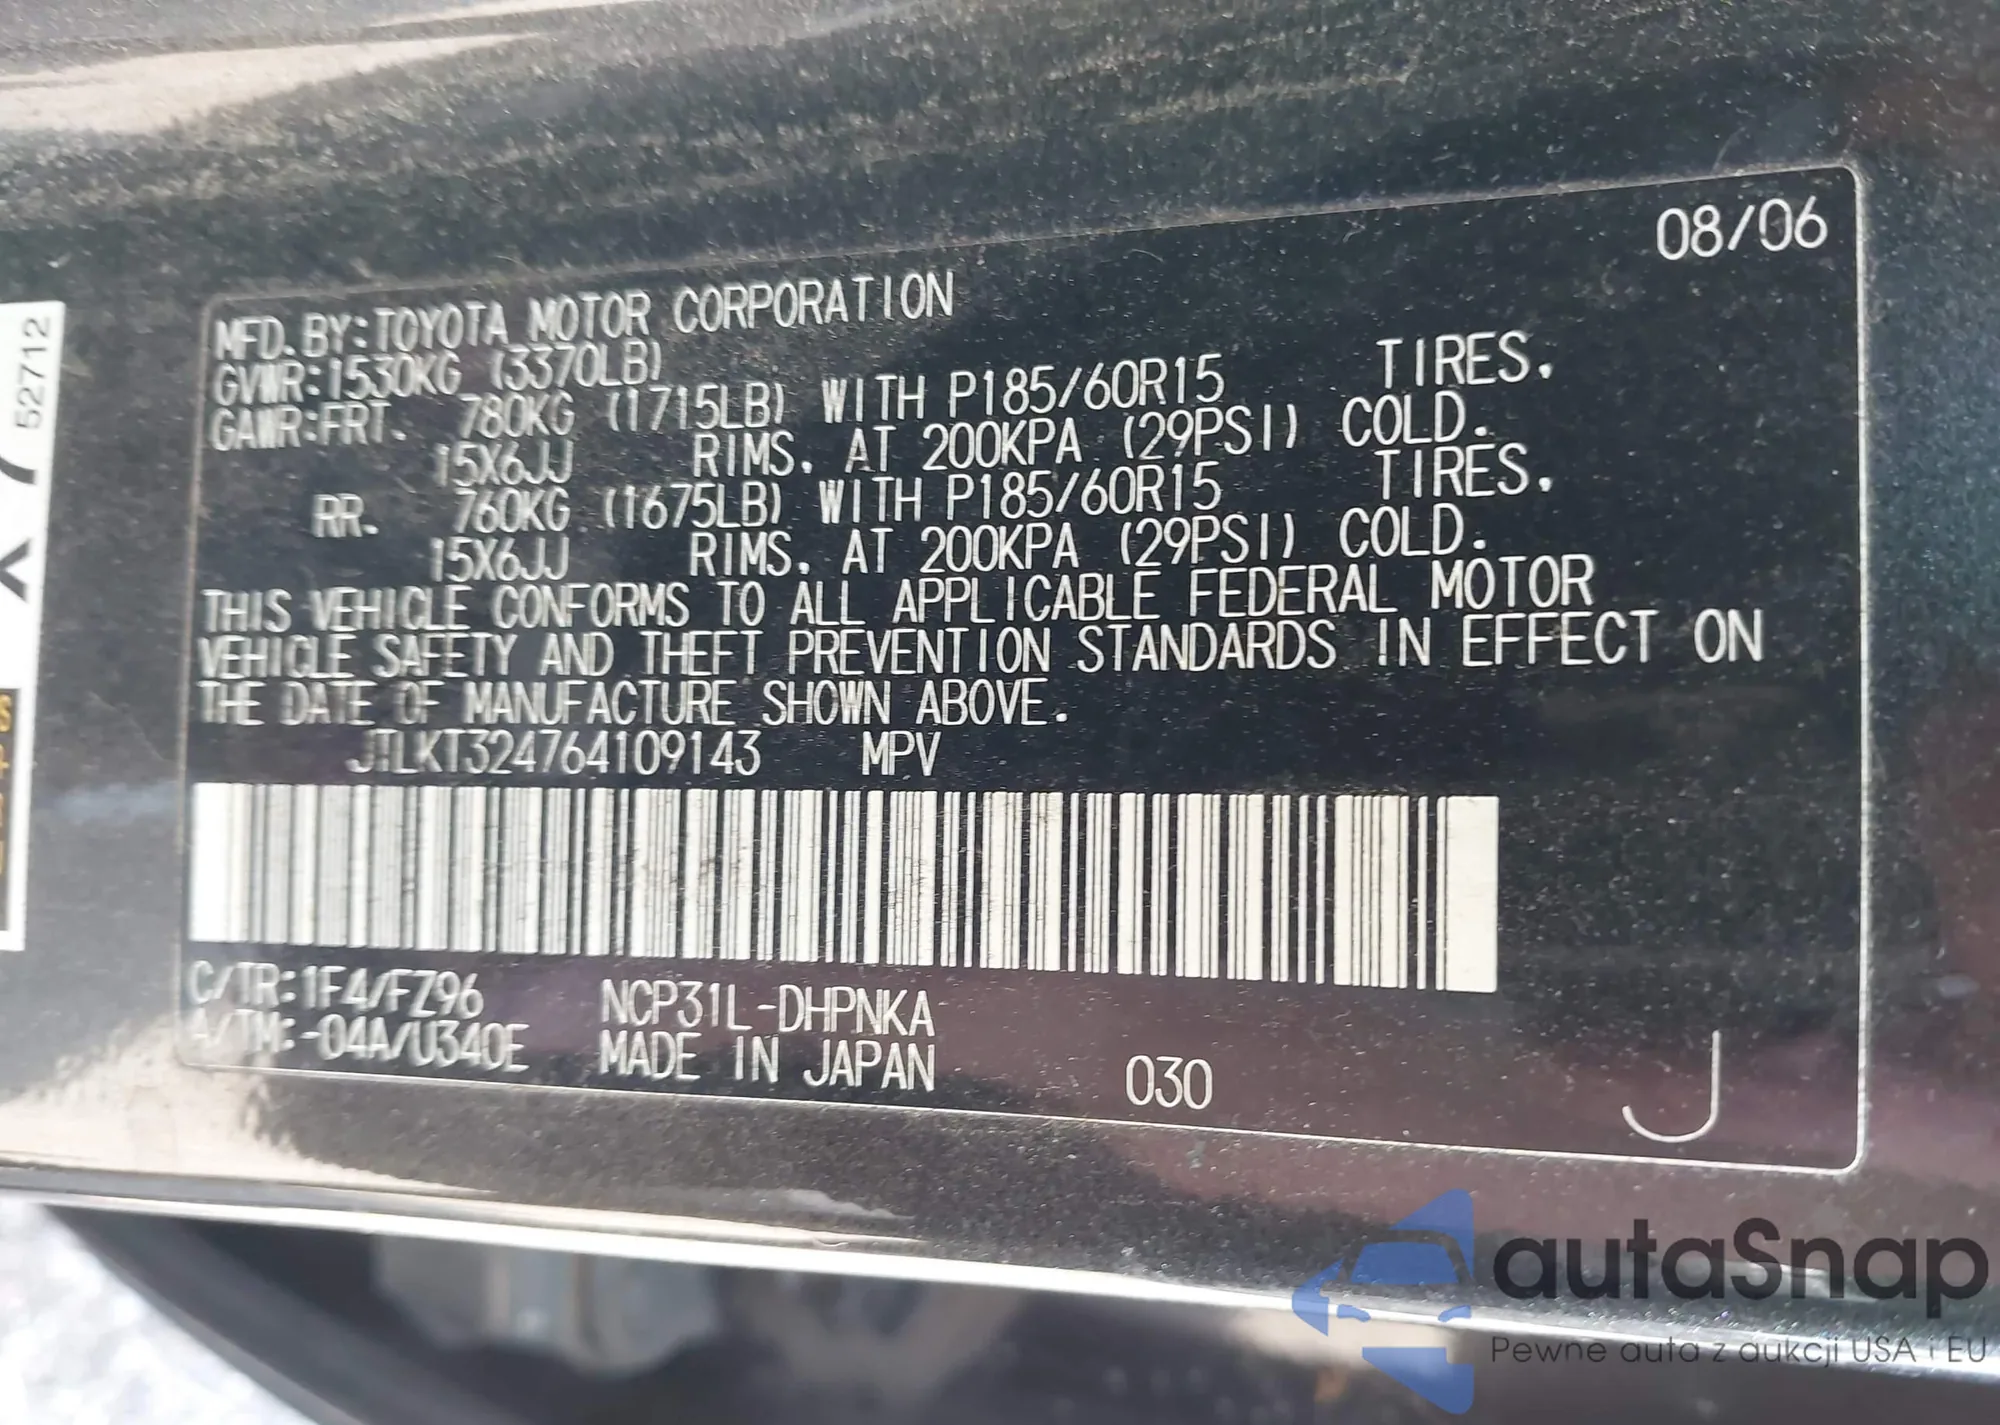 08/06
MFD. BY: TOYOTA MOTOR CORPORATION
GVWR: 1530KG (3370LB)
GAWR: FRT. 780KG (1715LB) WITH P185/60R15 TIRES.
15X6JJ RIMS. AT 200KPA (29PSI) COLD.
RR. 760KG (1675LB) WITH P185/60R15 TIRES.
15X6JJ RIMS. AT 200KPA (29PSI) COLD.
THIS VEHICLE CONFORMS TO ALL APPLICABLE FEDERAL MOTOR
VEHICLE SAFETY AND THEFT PREVENTION STANDARDS IN EFFECT ON
THE DATE OF MANUFACTURE SHOWN ABOVE.
JTLKT324764109143 MPV
C/TR: 1F4/FZ96 NCP31L-DHPNKA
A/TM: -04A/U340E MADE IN JAPAN 030
J
52712
autaSnap
Pewne auta z aukcji USA i EU